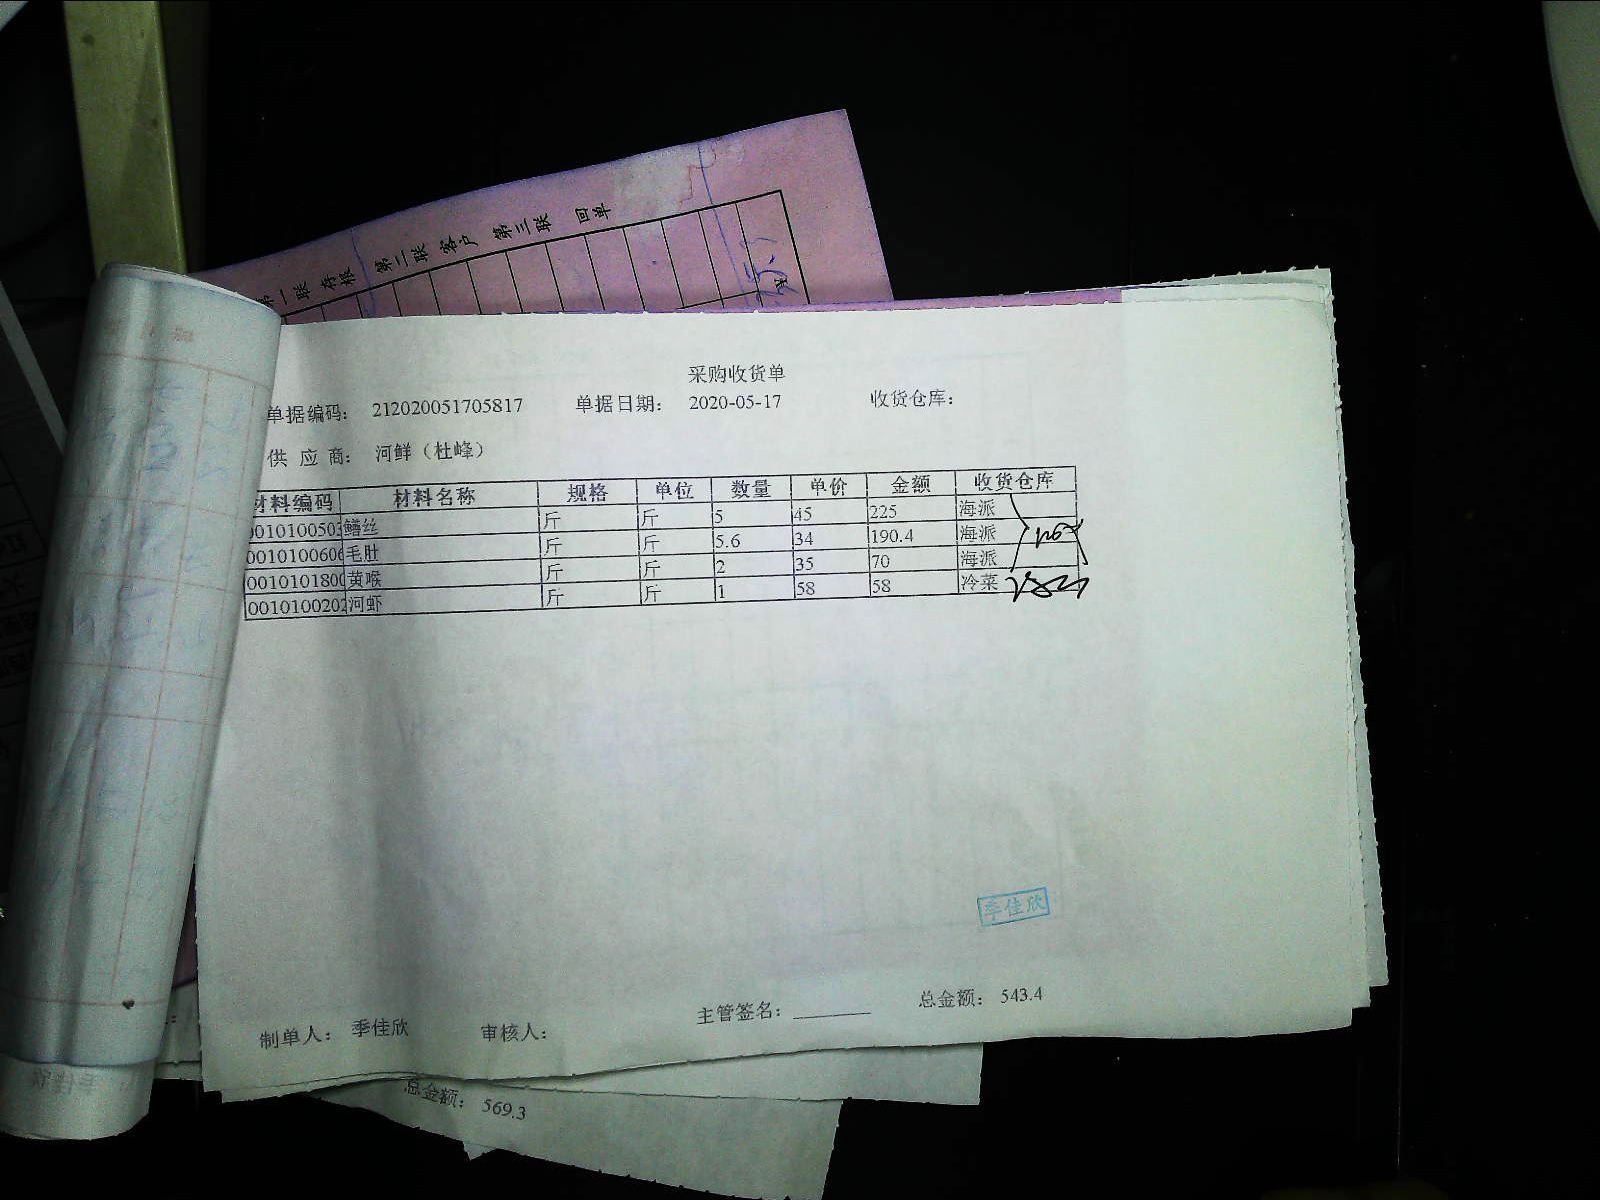 第一联 存根 第二联 客户 第三联 回单
采购收货单
单据编码： 212020051705817 单据日期： 2020-05-17 收货仓库：
供 应 商： 河鲜（杜峰）
材料编码 材料名称 规格 单位 数量 单价 金额 收货仓库
鳝丝 斤 斤 5 45 225 海派
毛肚 斤 斤 5.6 34 190.4 海派
黄喉 斤 斤 2 35 70 海派
0010100202 河虾 斤 斤 1 58 58 冷菜
季佳欣
主管签名： 总金额： 543.4
制单人： 季佳欣 审核人：
总金额： 569.3